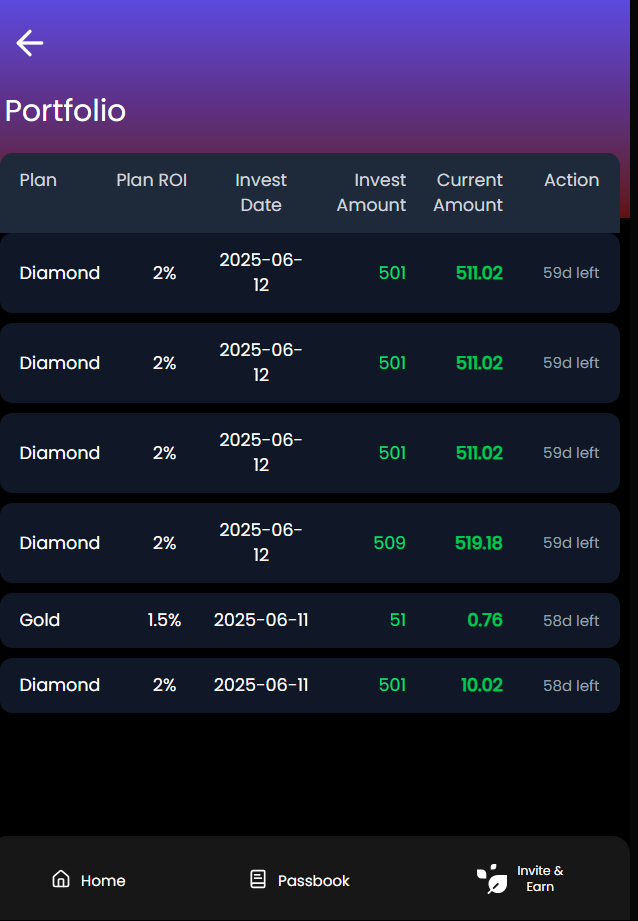 Portfolio
Plan Plan ROI Invest Date Invest Amount Current Amount Action
Diamond 2% 2025-06-12 501 511.02 59d left
Diamond 2% 2025-06-12 501 511.02 59d left
Diamond 2% 2025-06-12 501 511.02 59d left
Diamond 2% 2025-06-12 509 519.18 59d left
Gold 1.5% 2025-06-11 51 0.76 58d left
Diamond 2% 2025-06-11 501 10.02 58d left
Home Passbook Invite & Earn